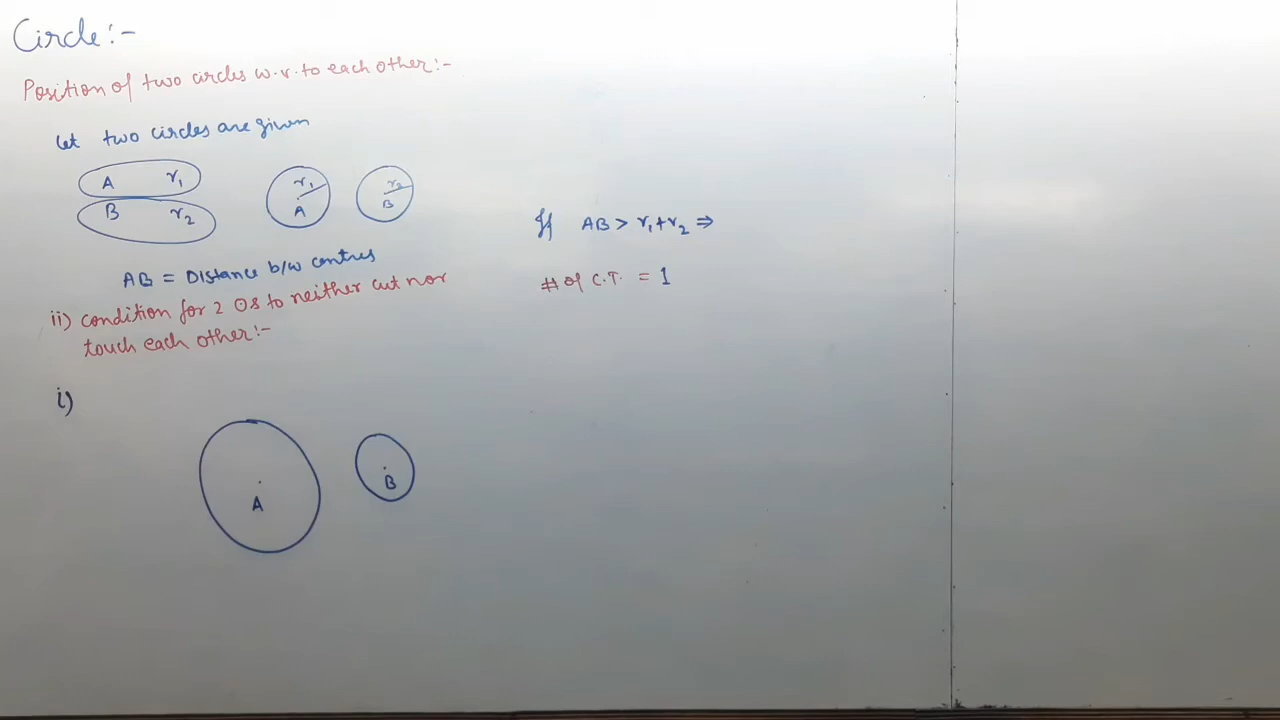 Circle:-
Position of two circles w.r.to each other:-
Let two circles are given
A r₁
B r₂
r₁
A
r₂
B
AB = Distance b/w centres
ii) condition for 2 Os to neither cut nor
touch each other:-
i)
A
B
If AB > r₁+r₂ ⇒
# of C.T. = 1